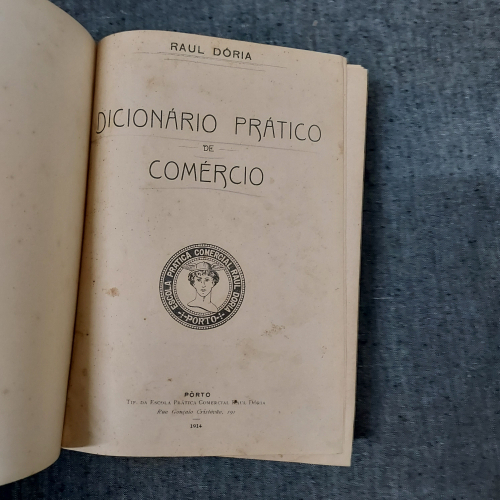 RAUL DÓRIA
DICIONÁRIO PRÁTICO
DE
COMÉRCIO
ESCOLA PRÁTICA COMERCIAL RAUL DÓRIA
PORTO
PÔRTO
TIP. DA ESCOLA PRÁTICA COMERCIAL RAUL DÓRIA
Rua Gonçalo Cristóvão, 191
1914